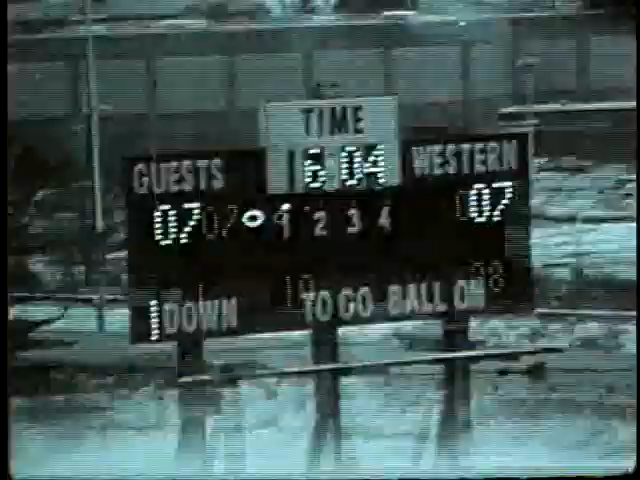 TIME
GUESTS 6:04 WESTERN
07 1 2 3 4 07
1 DOWN TO GO BALL ON